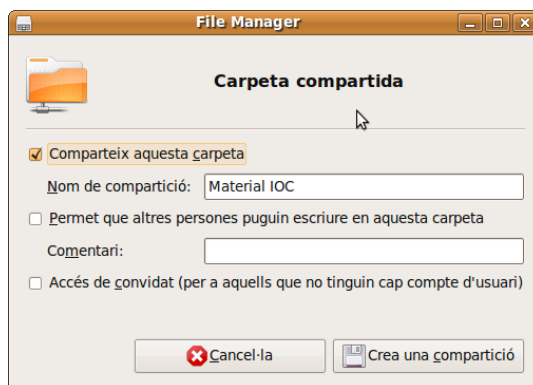 File Manager
Carpeta compartida
Comparteix aquesta carpeta
Nom de compartició: Material IOC
Permet que altres persones puguin escriure en aquesta carpeta
Comentari:
Accés de convidat (per a aquells que no tinguin cap compte d'usuari)
Cancel·la Crea una compartició